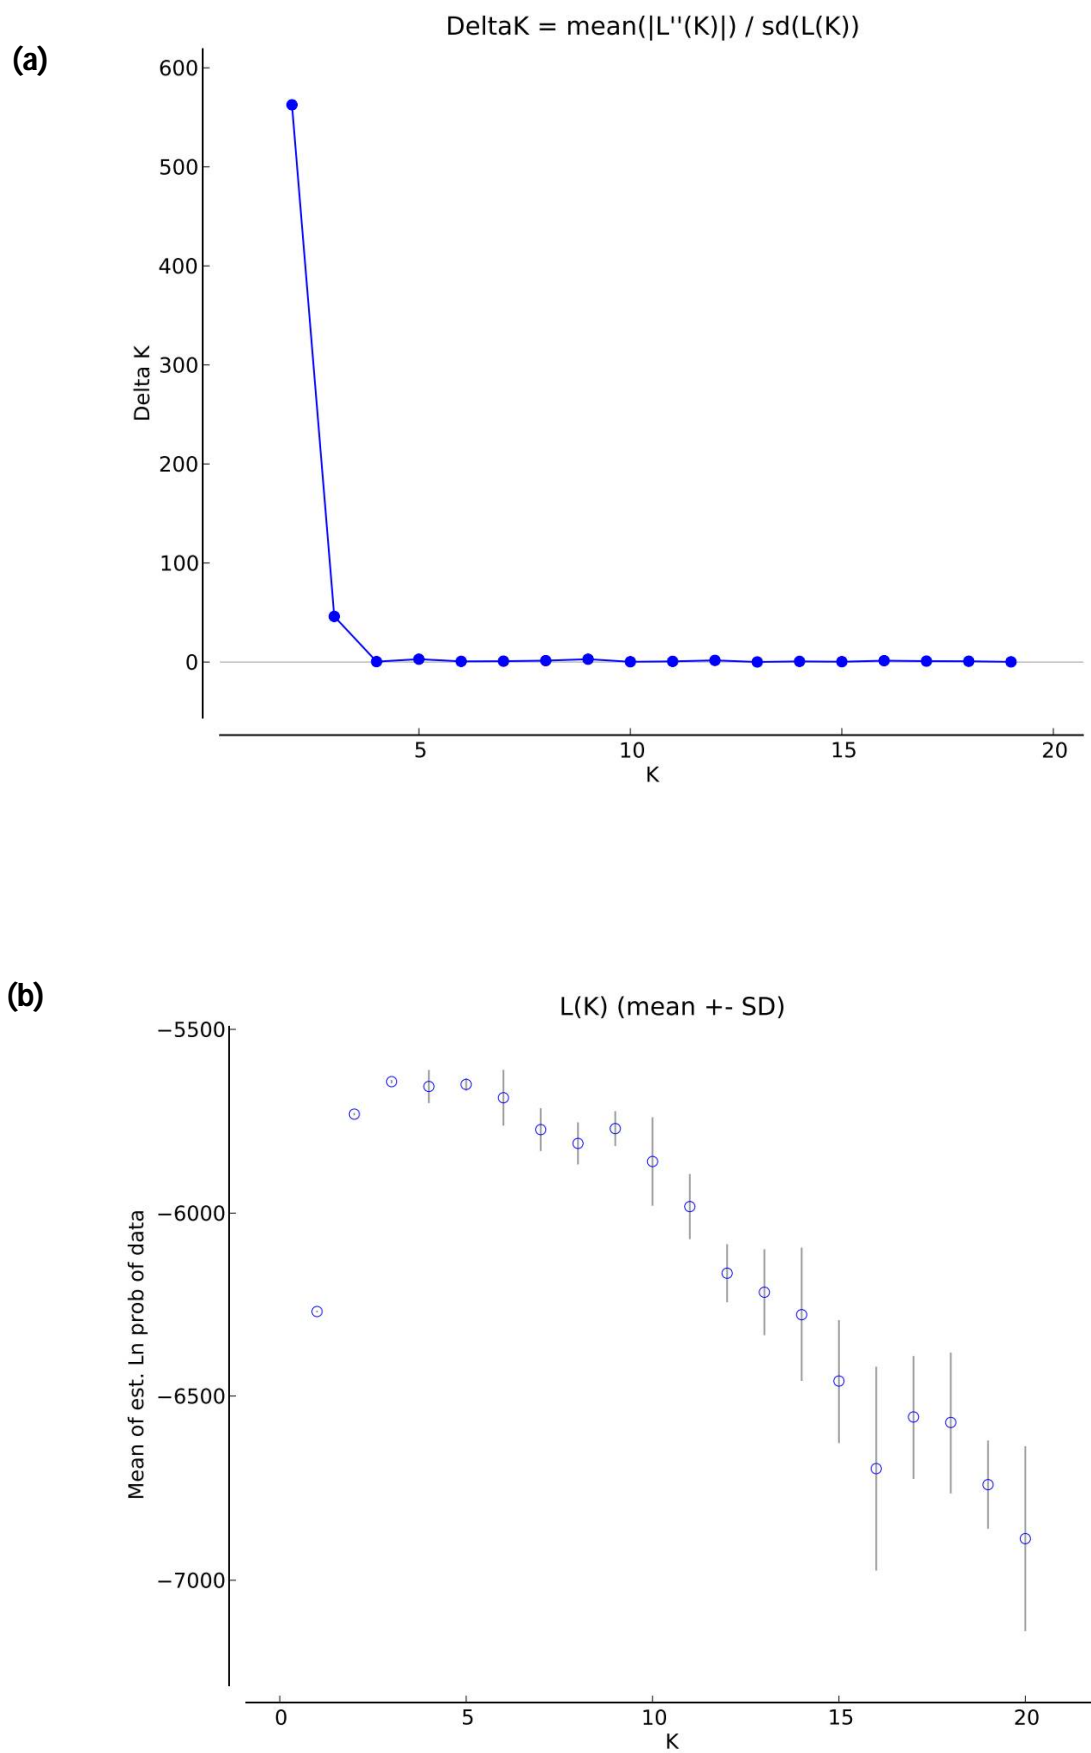 (a)
DeltaK = mean(|L''(K)|) / sd(L(K))
600
500
400
300
200
100
0
Delta K
5 10 15 20
K
(b)
L(K) (mean +- SD)
−5500
−6000
−6500
−7000
Mean of est. Ln prob of data
0 5 10 15 20
K